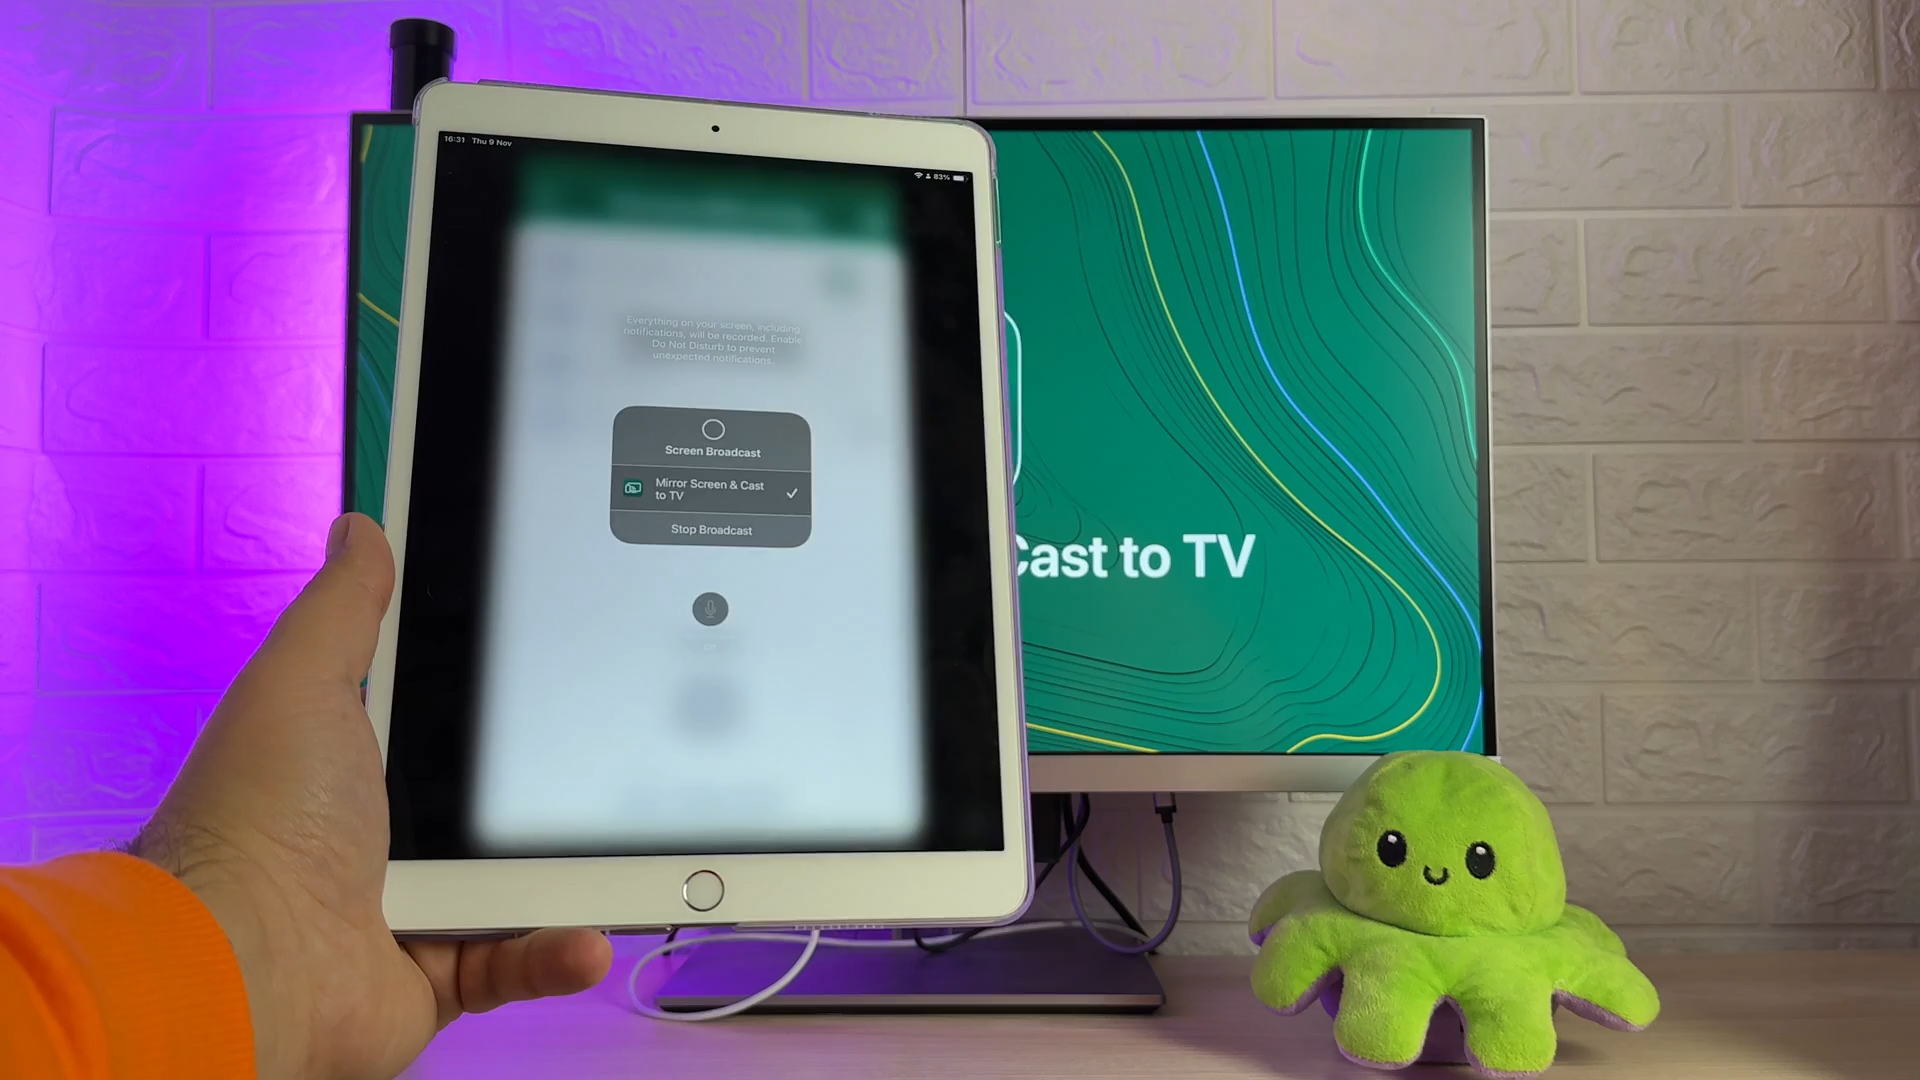 16:31 Thu 9 Nov
83%
Everything on your screen, including
notifications, will be recorded. Enable
Do Not Disturb to prevent
unexpected notifications.
Screen Broadcast
Mirror Screen & Cast
to TV
Stop Broadcast
Cast to TV